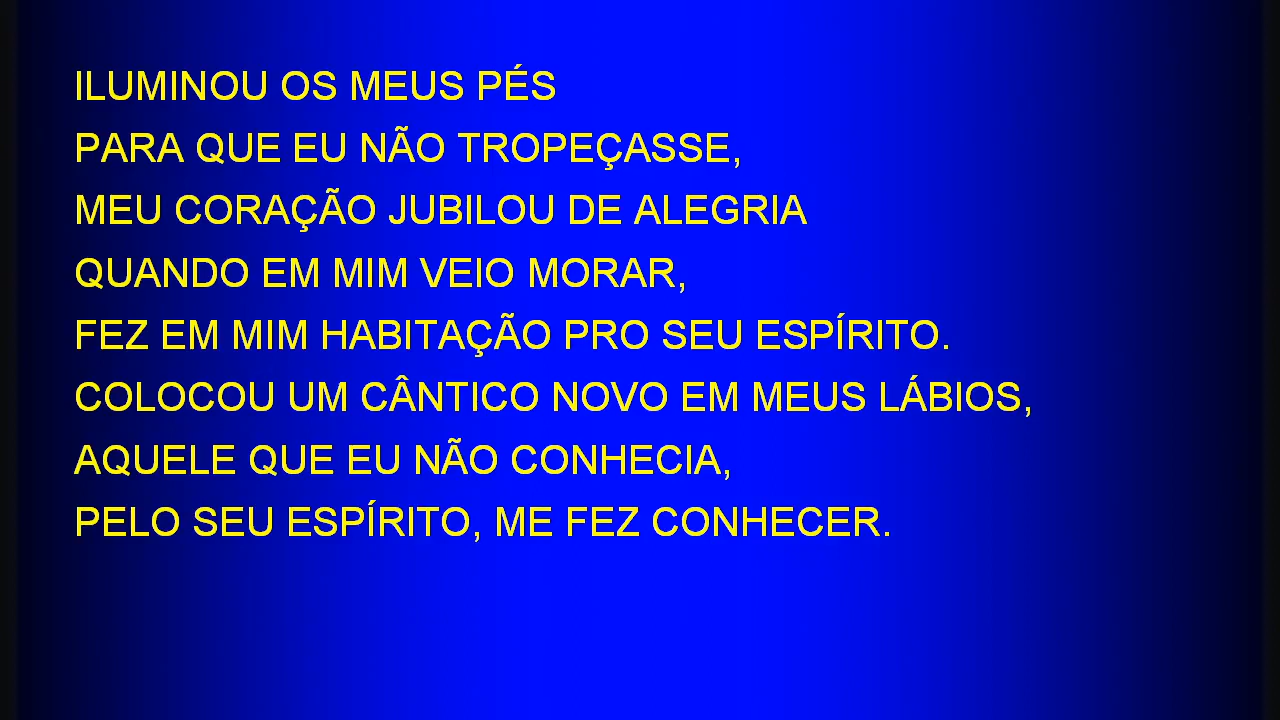 ILUMINOU OS MEUS PÉS
PARA QUE EU NÃO TROPEÇASSE,
MEU CORAÇÃO JUBILOU DE ALEGRIA
QUANDO EM MIM VEIO MORAR,
FEZ EM MIM HABITAÇÃO PRO SEU ESPÍRITO.
COLOCOU UM CÂNTICO NOVO EM MEUS LÁBIOS,
AQUELE QUE EU NÃO CONHECIA,
PELO SEU ESPÍRITO, ME FEZ CONHECER.